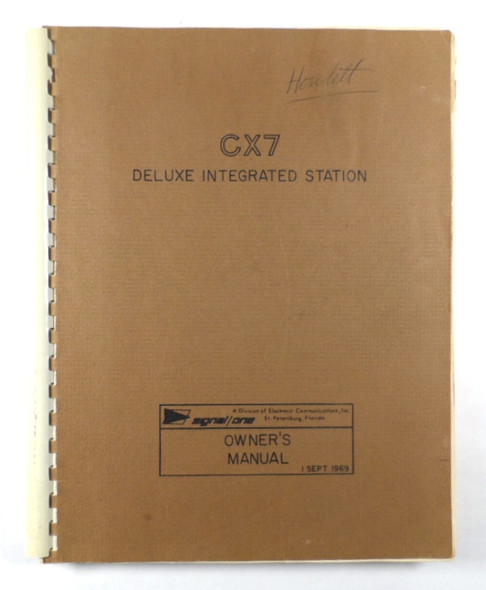 Howlett
CX7
DELUXE INTEGRATED STATION
A Division of Electronic Communications, Inc.
St. Petersburg, Florida
signal/one
OWNER'S
MANUAL
1 SEPT 1969